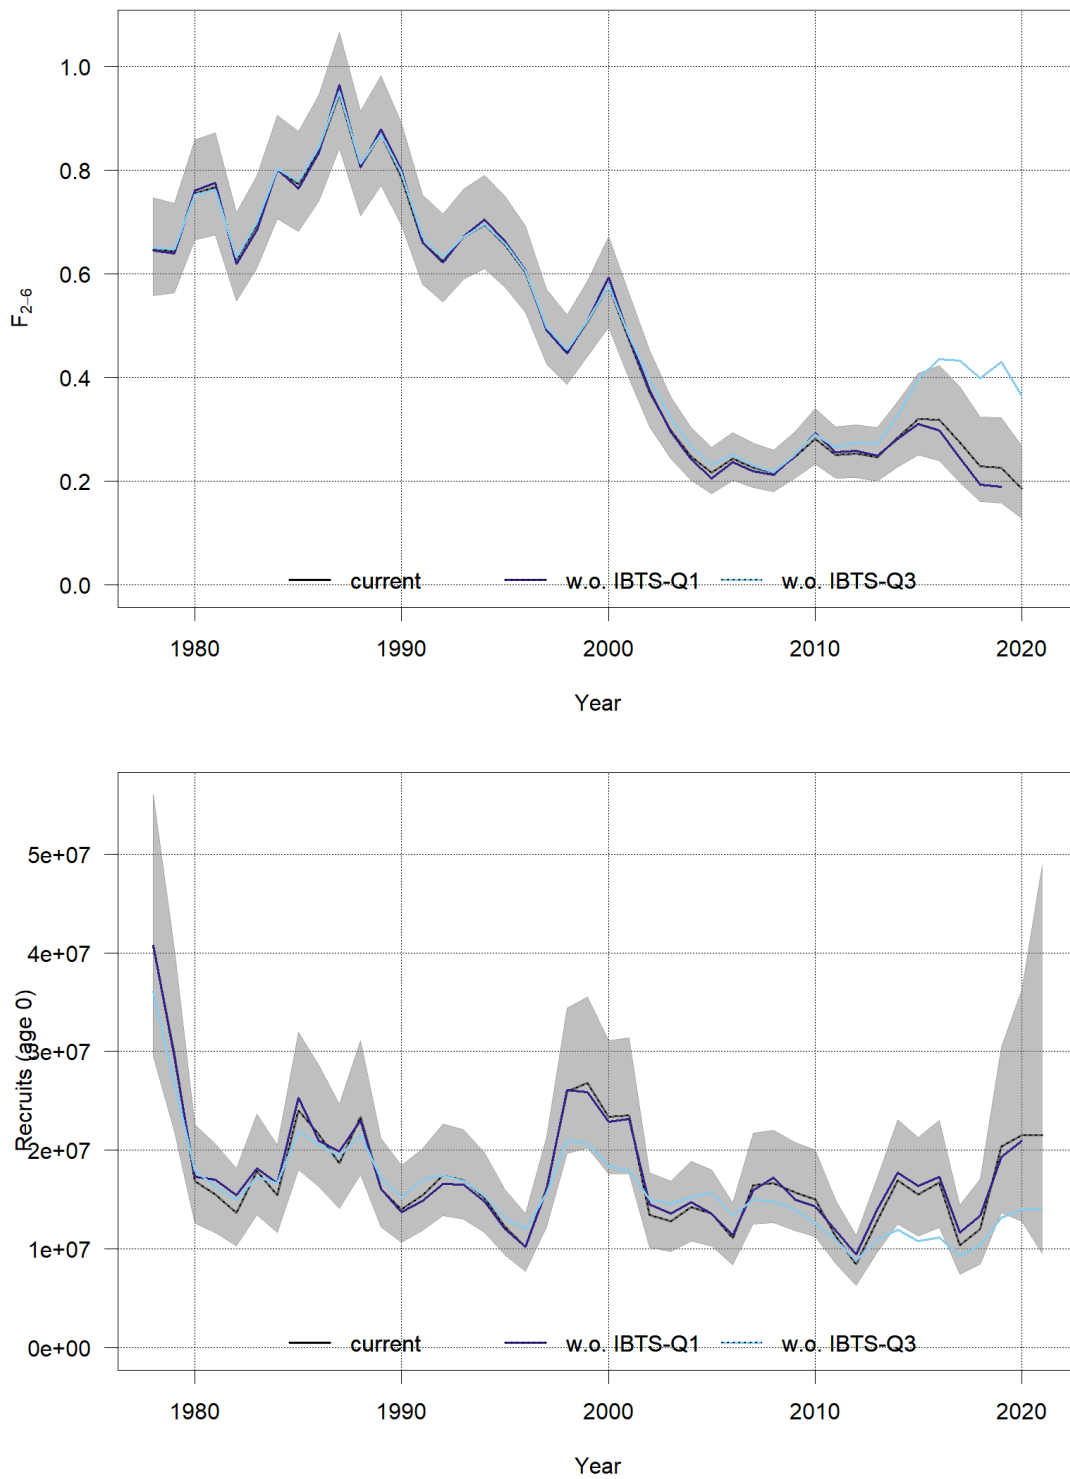 1.0
0.8
0.6
0.4
0.2
0.0
F2–6
current w.o. IBTS-Q1 w.o. IBTS-Q3
1980 1990 2000 2010 2020
Year
5e+07
4e+07
3e+07
2e+07
1e+07
0e+00
Recruits (age 0)
current w.o. IBTS-Q1 w.o. IBTS-Q3
1980 1990 2000 2010 2020
Year